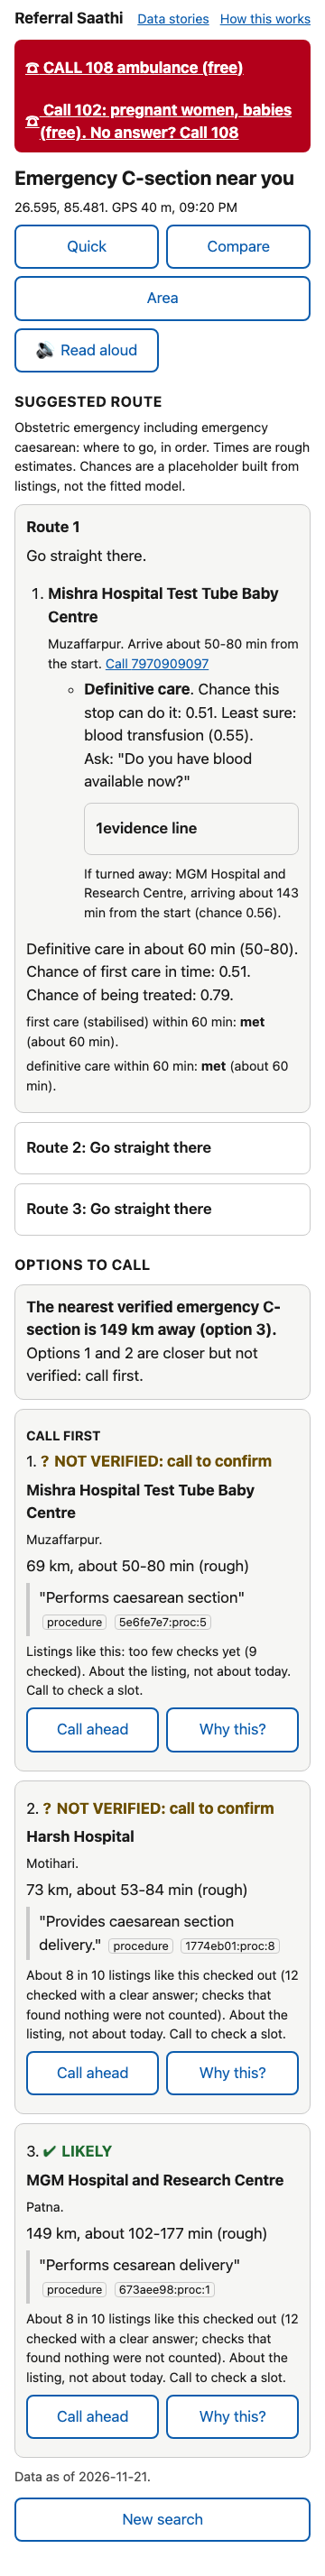 Referral Saathi Data stories How this works
☎ CALL 108 ambulance (free)
☎ Call 102: pregnant women, babies
(free). No answer? Call 108
Emergency C-section near you
26.595, 85.481. GPS 40 m, 09:20 PM
Quick Compare
Area
🔊 Read aloud
SUGGESTED ROUTE
Obstetric emergency including emergency
caesarean: where to go, in order. Times are rough
estimates. Chances are a placeholder built from
listings, not the fitted model.
Route 1
Go straight there.
1. Mishra Hospital Test Tube Baby
Centre
Muzaffarpur. Arrive about 50-80 min from
the start. Call 7970909097
Definitive care. Chance this
stop can do it: 0.51. Least sure:
blood transfusion (0.55).
Ask: "Do you have blood
available now?"
1evidence line
If turned away: MGM Hospital and
Research Centre, arriving about 143
min from the start (chance 0.56).
Definitive care in about 60 min (50-80).
Chance of first care in time: 0.51.
Chance of being treated: 0.79.
first care (stabilised) within 60 min: met
(about 60 min).
definitive care within 60 min: met (about 60
min).
Route 2: Go straight there
Route 3: Go straight there
OPTIONS TO CALL
The nearest verified emergency C-
section is 149 km away (option 3).
Options 1 and 2 are closer but not
verified: call first.
CALL FIRST
1. ? NOT VERIFIED: call to confirm
Mishra Hospital Test Tube Baby
Centre
Muzaffarpur.
69 km, about 50-80 min (rough)
"Performs caesarean section"
procedure 5e6fe7e7:proc:5
Listings like this: too few checks yet (9
checked). About the listing, not about today.
Call to check a slot.
Call ahead Why this?
2. ? NOT VERIFIED: call to confirm
Harsh Hospital
Motihari.
73 km, about 53-84 min (rough)
"Provides caesarean section
delivery." procedure 1774eb01:proc:8
About 8 in 10 listings like this checked out (12
checked with a clear answer; checks that
found nothing were not counted). About the
listing, not about today. Call to check a slot.
Call ahead Why this?
3. ✔ LIKELY
MGM Hospital and Research Centre
Patna.
149 km, about 102-177 min (rough)
"Performs cesarean delivery"
procedure 673aee98:proc:1
About 8 in 10 listings like this checked out (12
checked with a clear answer; checks that
found nothing were not counted). About the
listing, not about today. Call to check a slot.
Call ahead Why this?
Data as of 2026-11-21.
New search